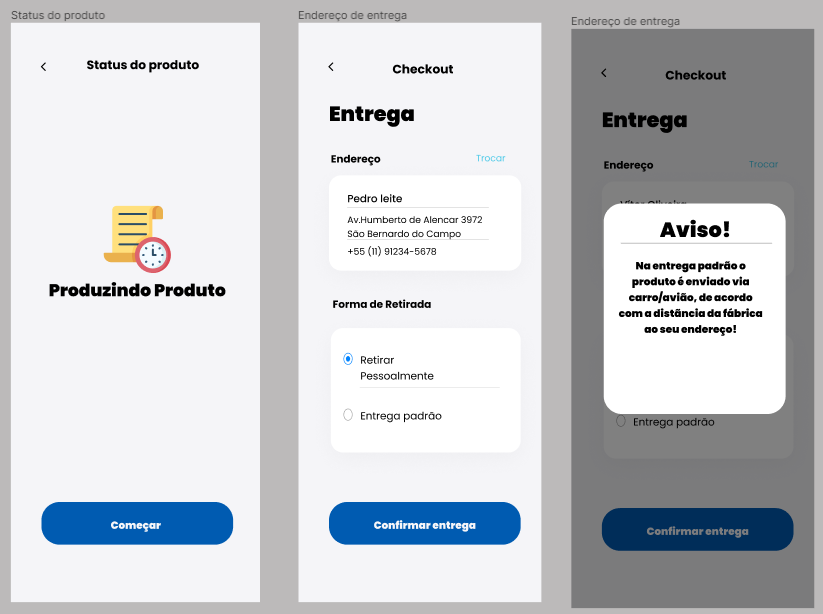 Status do produto
Status do produto
Produzindo Produto
Começar
Endereço de entrega
Checkout
Entrega
Endereço
Trocar
Pedro leite
Av.Humberto de Alencar 3972
São Bernardo do Campo
+55 (11) 91234-5678
Forma de Retirada
Retirar
Pessoalmente
Entrega padrão
Confirmar entrega
Endereço de entrega
Checkout
Entrega
Endereço
Trocar
Aviso!
Na entrega padrão o
produto é enviado via
carro/avião, de acordo
com a distância da fábrica
ao seu endereço!
Entrega padrão
Confirmar entrega